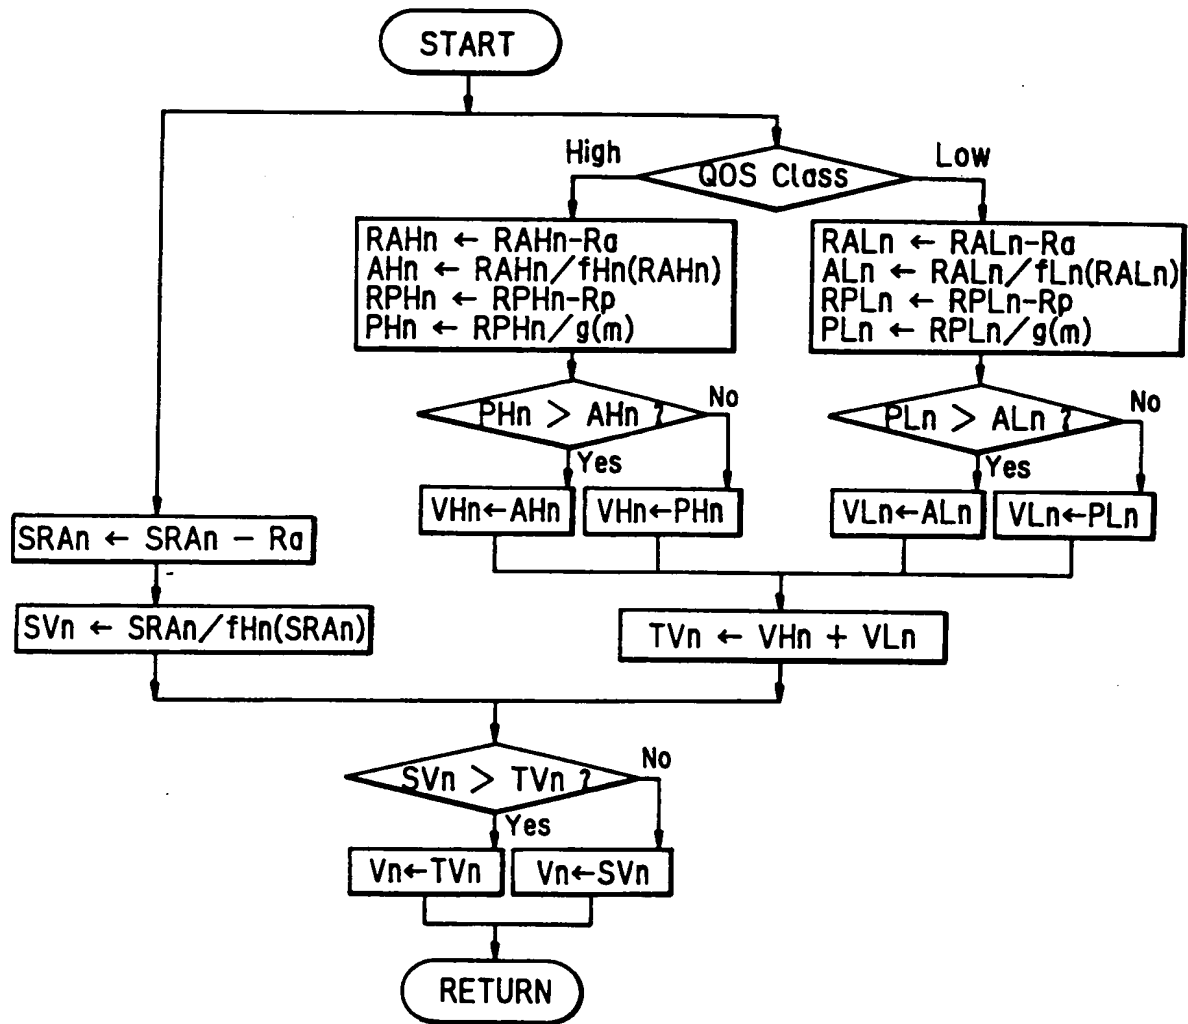 START
QOS Class
High
Low
RAHn ← RAHn-Ra
AHn ← RAHn/fHn(RAHn)
RPHn ← RPHn-Rp
PHn ← RPHn/g(m)
RALn ← RALn-Ra
ALn ← RALn/fLn(RALn)
RPLn ← RPLn-Rp
PLn ← RPLn/g(m)
PHn > AHn ?
No
Yes
PLn > ALn ?
No
Yes
VHn←AHn
VHn←PHn
VLn←ALn
VLn←PLn
SRAn ← SRAn - Ra
SVn ← SRAn/fHn(SRAn)
TVn ← VHn + VLn
SVn > TVn ?
No
Yes
Vn←TVn
Vn←SVn
RETURN